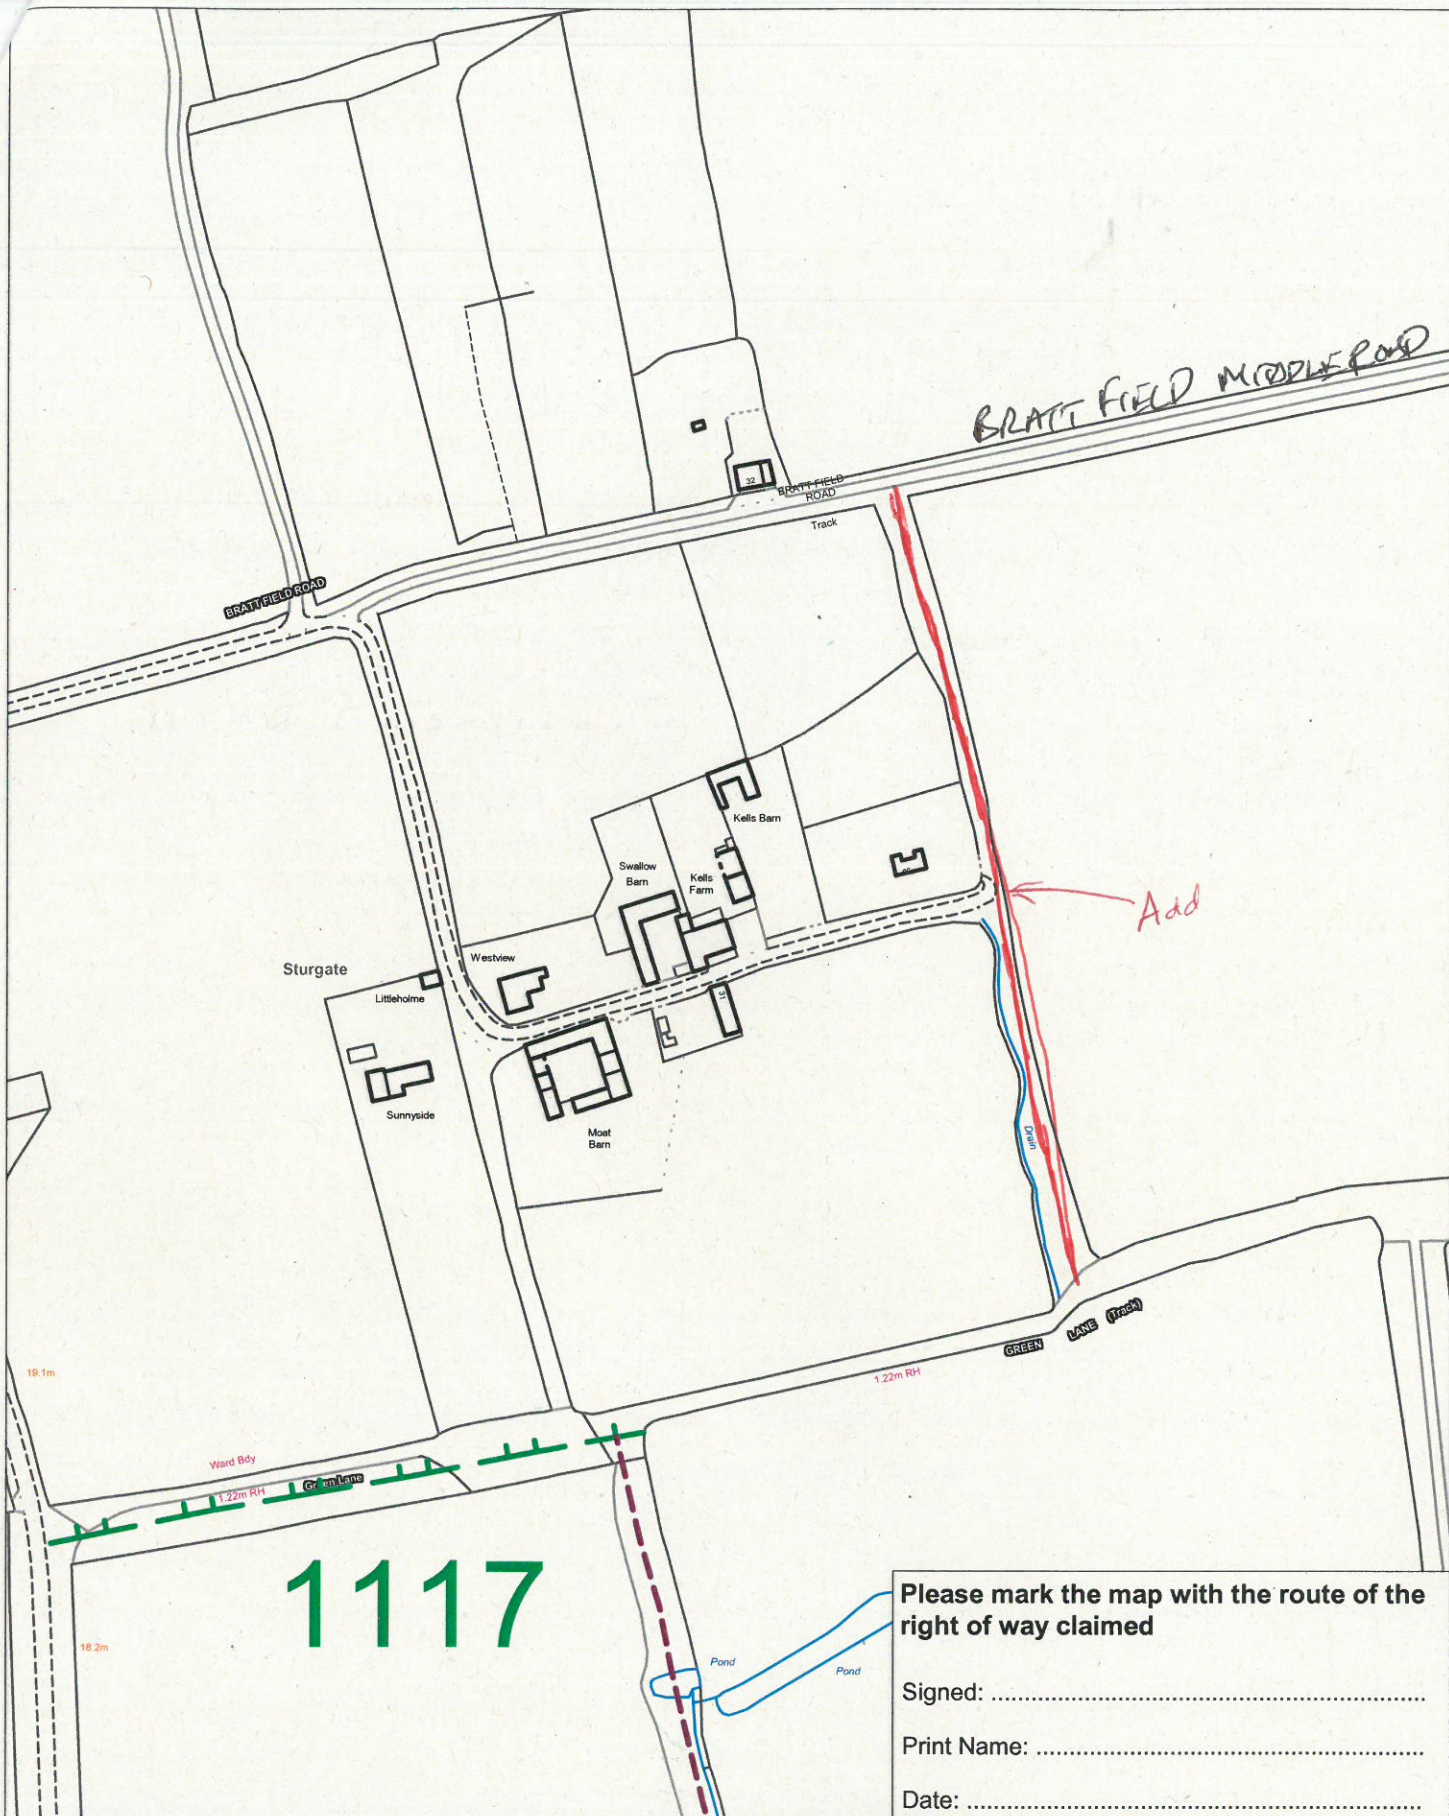 BRATT FIELD MIDDLE ROAD
32
BRATT FIELD
ROAD
Track
BRATT FIELD ROAD
Kells Barn
Swallow
Barn
Kells
Farm
Add
Westview
Sturgate
Littleholme
31
Sunnyside
Moat
Barn
Drain
GREEN LANE (Track)
1.22m RH
19.1m
Ward Bdy
Green Lane
1.22m RH
1117
18.2m
Pond
Pond
Please mark the map with the route of the
right of way claimed
Signed: ................................................................
Print Name: ................................................................
Date: ................................................................